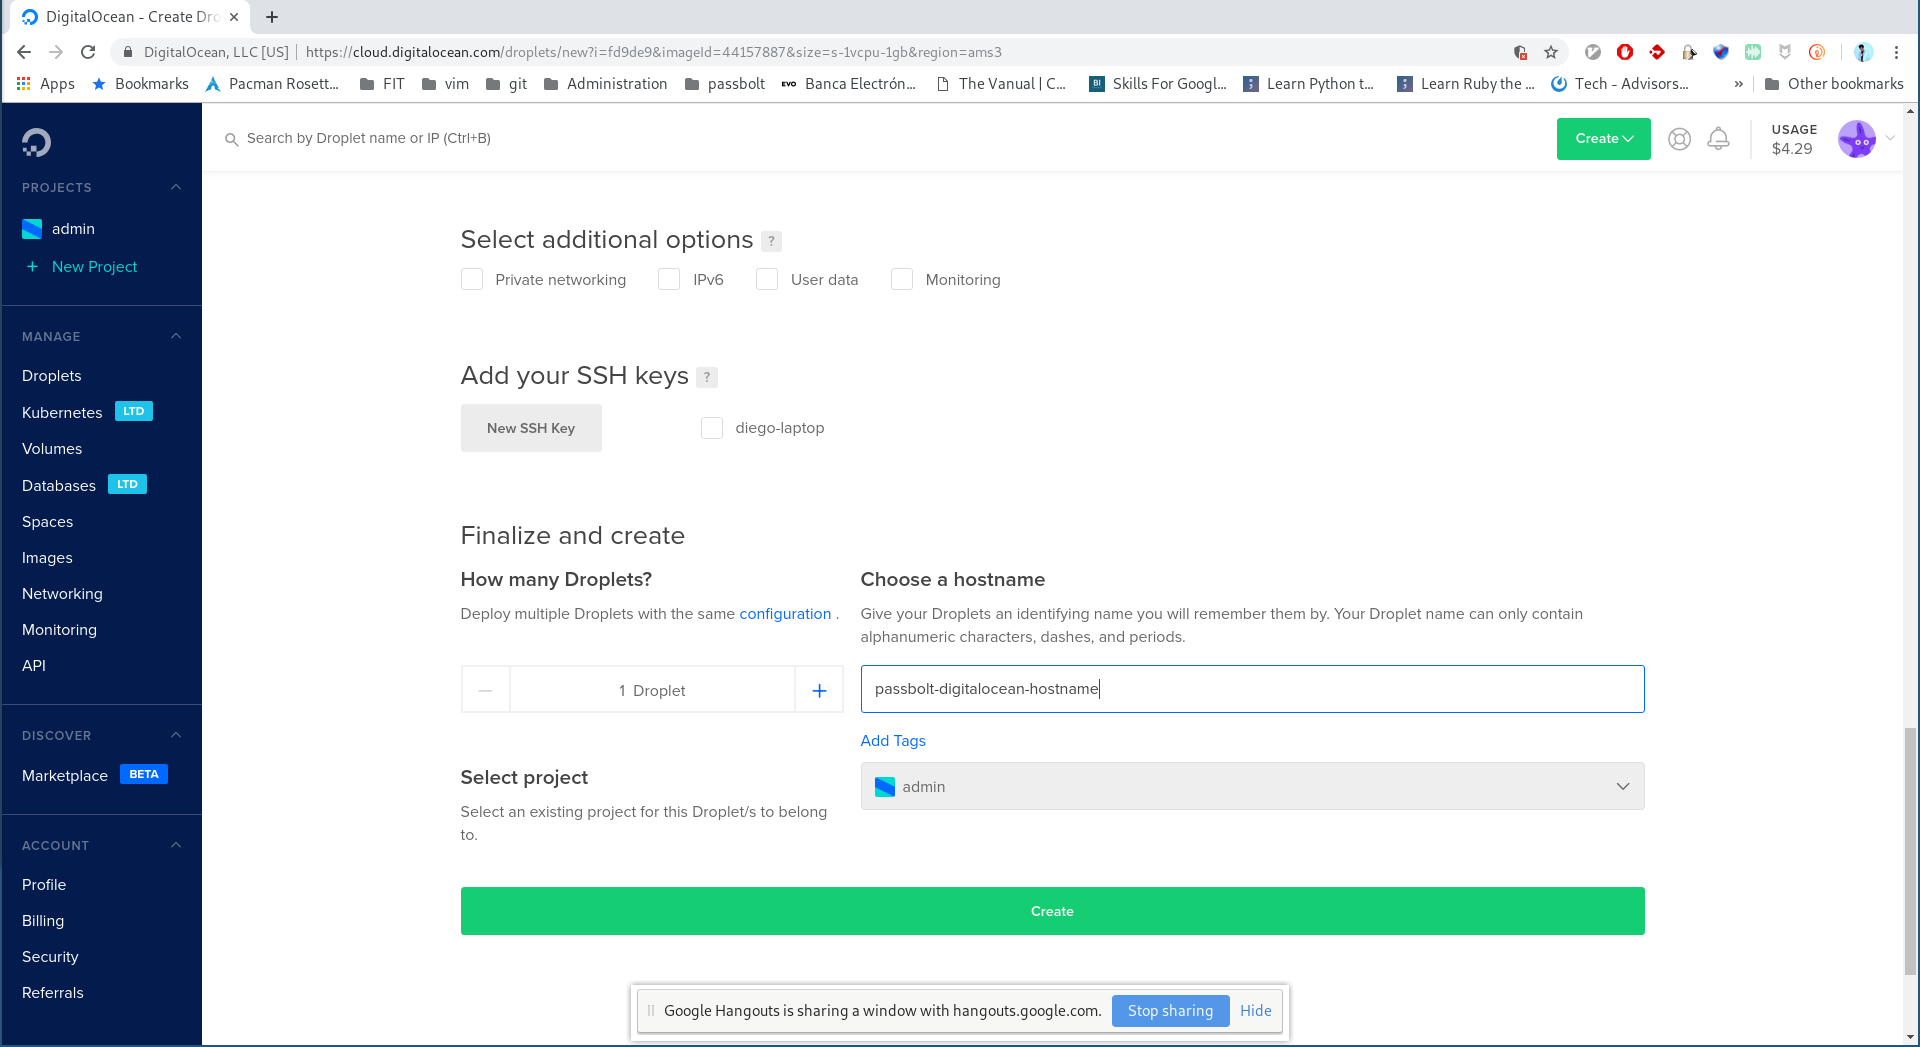 DigitalOcean - Create Dro
DigitalOcean, LLC [US] | https://cloud.digitalocean.com/droplets/new?i=fd9de9&imageId=44157887&size=s-1vcpu-1gb&region=ams3
Apps Bookmarks Pacman Rosett... FIT vim git Administration passbolt EVO Banca Electrón... The Vanual | C... BI Skills For Googl... Learn Python t... Learn Ruby the ... Tech - Advisors... » Other bookmarks
Search by Droplet name or IP (Ctrl+B)
Create
USAGE
$4.29
PROJECTS
admin
+ New Project
MANAGE
Droplets
Kubernetes LTD
Volumes
Databases LTD
Spaces
Images
Networking
Monitoring
API
DISCOVER
Marketplace BETA
ACCOUNT
Profile
Billing
Security
Referrals
Select additional options ?
Private networking IPv6 User data Monitoring
Add your SSH keys ?
New SSH Key diego-laptop
Finalize and create
How many Droplets?
Deploy multiple Droplets with the same configuration .
1 Droplet
Choose a hostname
Give your Droplets an identifying name you will remember them by. Your Droplet name can only contain
alphanumeric characters, dashes, and periods.
passbolt-digitalocean-hostname
Add Tags
Select project
Select an existing project for this Droplet/s to belong
to.
admin
Create
Google Hangouts is sharing a window with hangouts.google.com. Stop sharing Hide